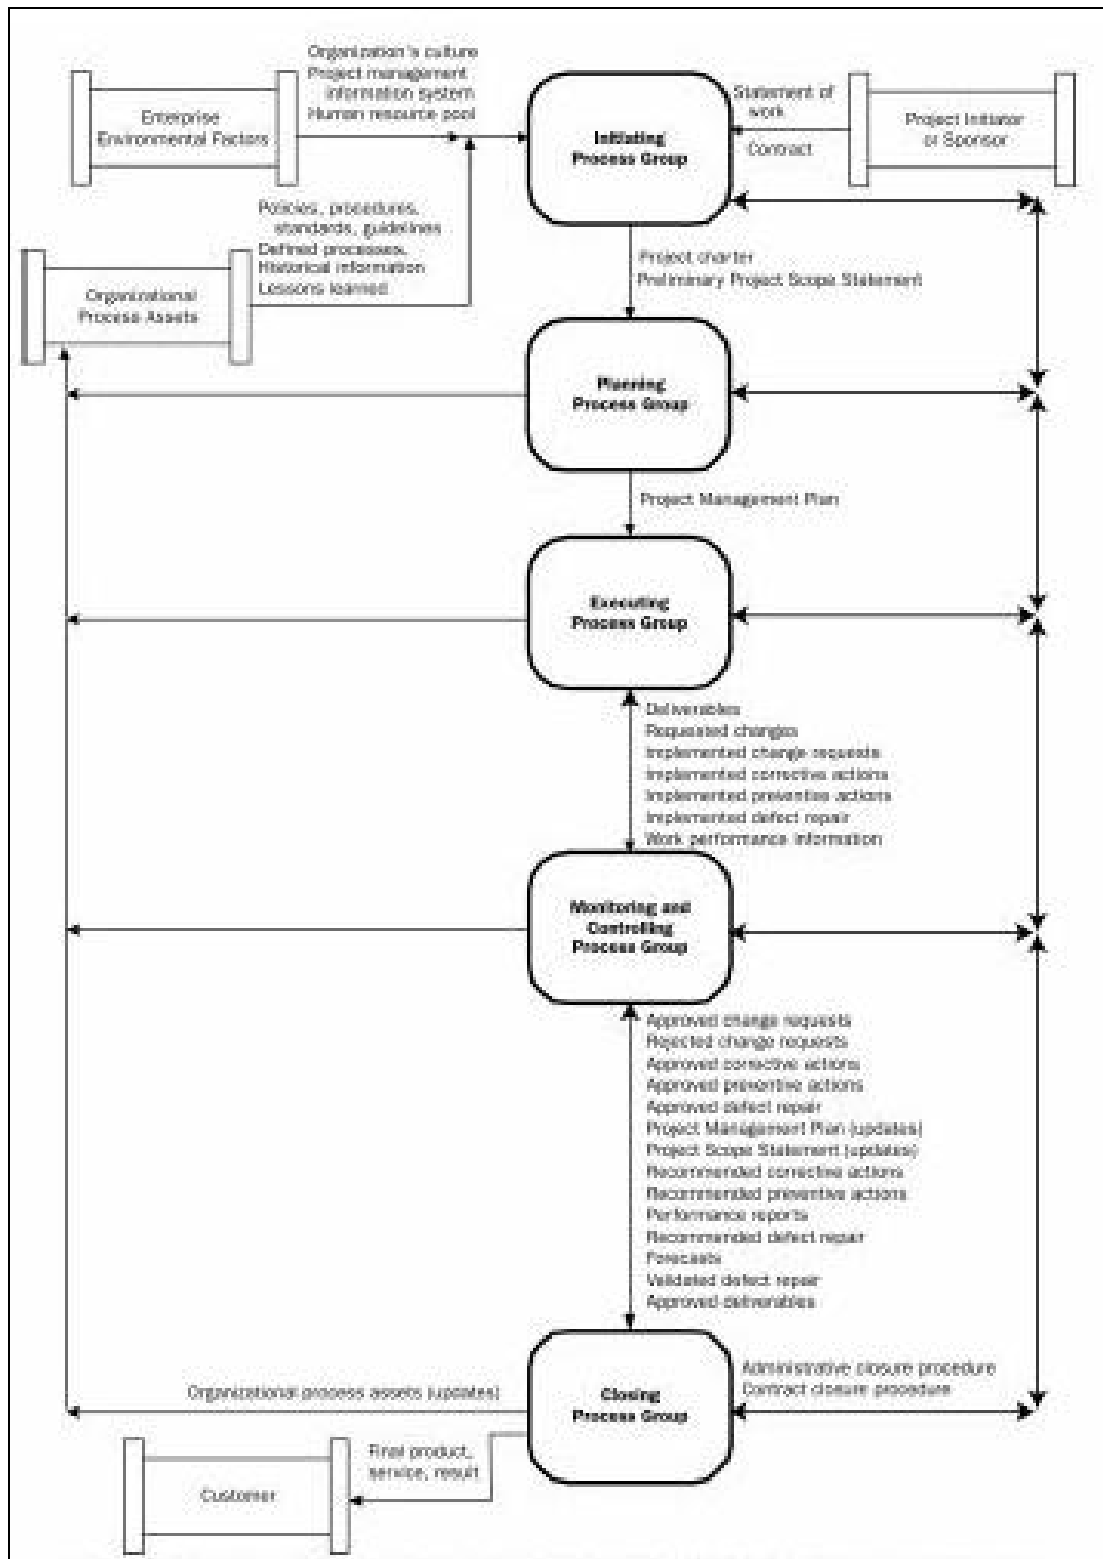 Organization's culture
Project management
information system
Human resource pool
Enterprise
Environmental Factors
Initiating
Process Group
Statement of
work
Contract
Project Initiator
or Sponsor
Policies, procedures,
standards, guidelines
Defined processes,
Historical information
Lessons learned
Organizational
Process Assets
Project charter
Preliminary Project Scope Statement
Planning
Process Group
Project Management Plan
Executing
Process Group
Deliverables
Requested changes
Implemented change requests
Implemented corrective actions
Implemented preventive actions
Implemented defect repair
Work performance information
Monitoring and
Controlling
Process Group
Approved change requests
Rejected change requests
Approved corrective actions
Approved preventive actions
Approved defect repair
Project Management Plan (updates)
Project Scope Statement (updates)
Recommended corrective actions
Recommended preventive actions
Performance reports
Recommended defect repair
Forecasts
Validated defect repair
Approved deliverables
Organizational process assets (updates)
Closing
Process Group
Administrative closure procedure
Contract closure procedure
Final product,
service, result
Customer